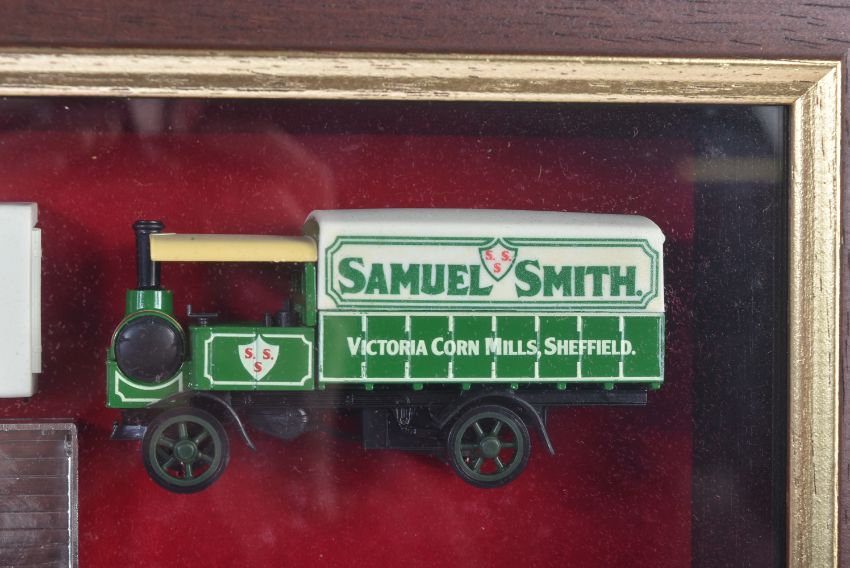 SAMUEL S. S. S SMITH.
VICTORIA CORN MILLS, SHEFFIELD.
S. S.
S